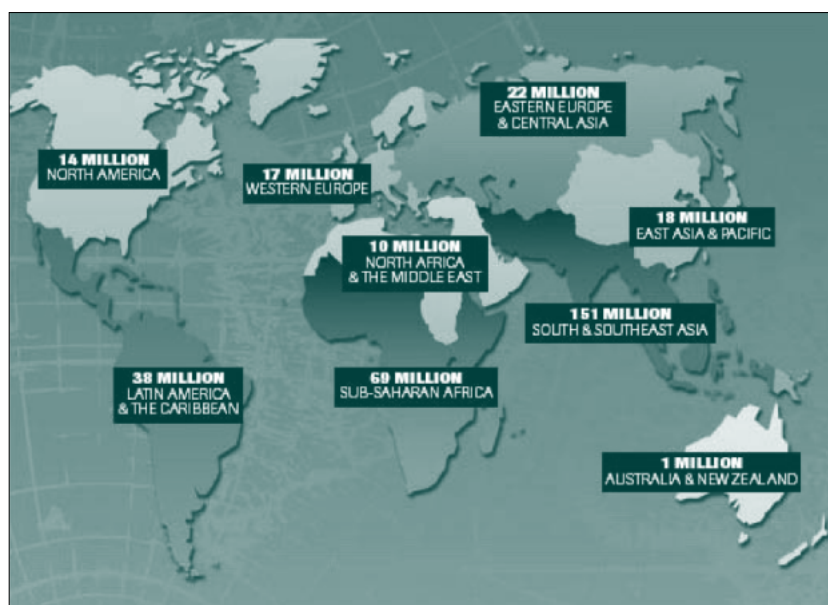 22 MILLION
EASTERN EUROPE
& CENTRAL ASIA
14 MILLION
NORTH AMERICA
17 MILLION
WESTERN EUROPE
18 MILLION
EAST ASIA & PACIFIC
10 MILLION
NORTH AFRICA
& THE MIDDLE EAST
151 MILLION
SOUTH & SOUTHEAST ASIA
38 MILLION
LATIN AMERICA
& THE CARIBBEAN
69 MILLION
SUB-SAHARAN AFRICA
1 MILLION
AUSTRALIA & NEW ZEALAND